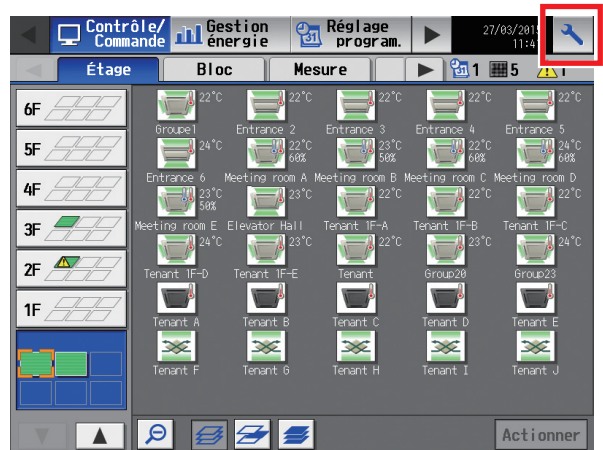 Contrôle/ Gestion Réglage 27/03/201
Commande énergie program. 11:4
Étage Bloc Mesure 1 5 1
6F 22°C 22°C 22°C 22°C 22°C
Groupe1 Entrance 2 Entrance 3 Entrance 4 Entrance 5
5F 24°C 22°C 60% 23°C 50% 22°C 60% 24°C 60%
Entrance 6 Meeting room A Meeting room B Meeting room C Meeting room D
4F 23°C 50% 23°C 22°C 22°C 22°C
Meeting room E Elevator Hall Tenant 1F-A Tenant 1F-B Tenant 1F-C
3F 24°C 23°C 22°C 23°C 24°C
Tenant 1F-D Tenant 1F-E Tenant Group20 Group23
2F
Tenant A Tenant B Tenant C Tenant D Tenant E
1F
Tenant F Tenant G Tenant H Tenant I Tenant J
Actionner